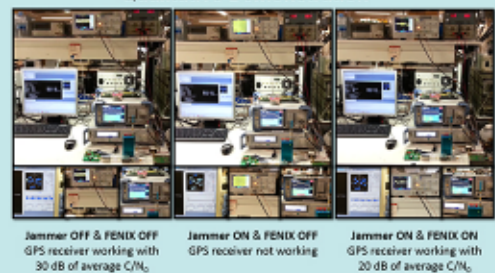 Jammer OFF & FENIX OFF
GPS receiver working with
30 dB of average C/N₀
Jammer ON & FENIX OFF
GPS receiver not working
Jammer ON & FENIX ON
GPS receiver working with
20 dB of average C/N₀